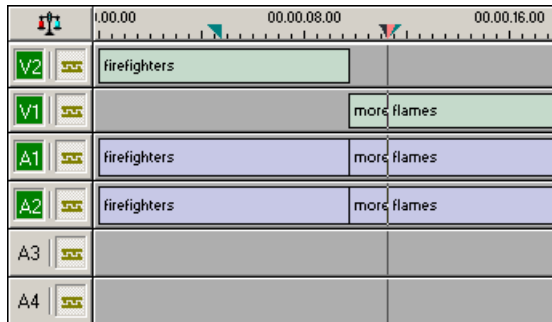 :00.00 00.00.08.00 00.00.16.00
V2 firefighters
V1 more flames
A1 firefighters more flames
A2 firefighters more flames
A3
A4